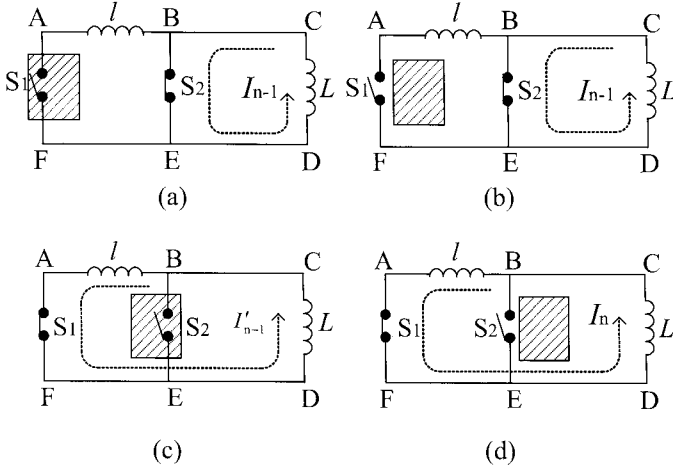 A l B C
S1 S2 In-1 L
F E D
(a)
A l B C
S1 S2 In-1 L
F E D
(b)
A l B C
S1 S2 I′n-1 L
F E D
(c)
A l B C
S1 S2 In L
F E D
(d)